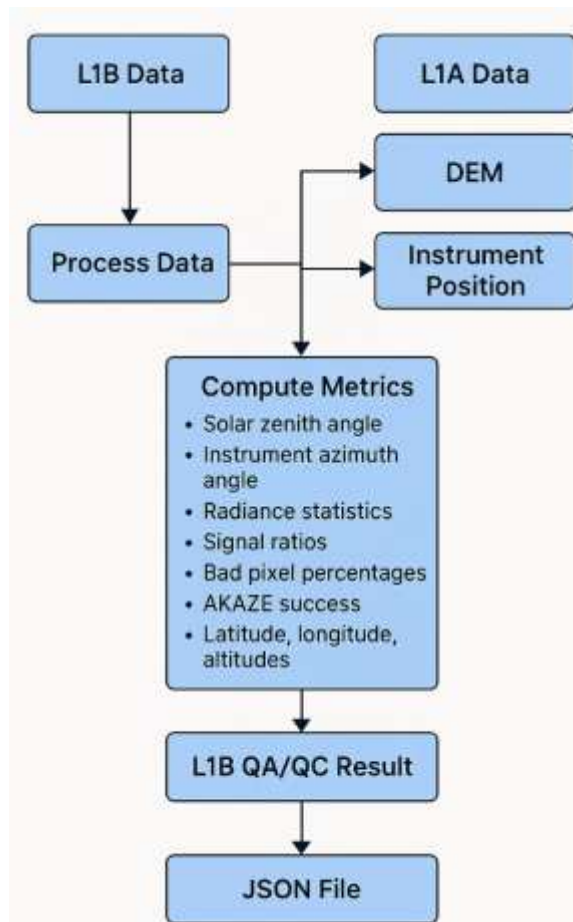 L1B Data
L1A Data
DEM
Process Data
Instrument
Position
Compute Metrics
• Solar zenith angle
• Instrument azimuth
angle
• Radiance statistics
• Signal ratios
• Bad pixel percentages
• AKAZE success
• Latitude, longitude,
altitudes
L1B QA/QC Result
JSON File